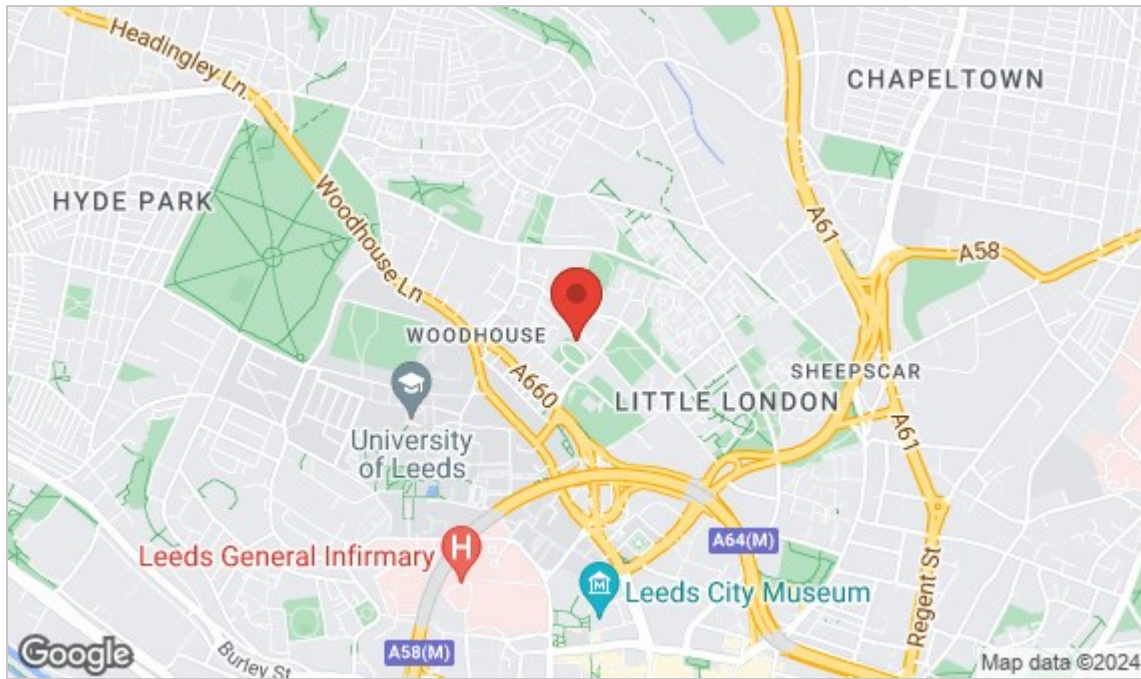 Headingley Ln.
CHAPELTOWN
HYDE PARK
Woodhouse Ln
A61
A58
WOODHOUSE
A660
SHEEPSCAR
LITTLE LONDON
A61
University
of Leeds
A64(M)
Leeds General Infirmary
H
Leeds City Museum
M
Regent St
Burley St
A58(M)
Google
Map data ©2024